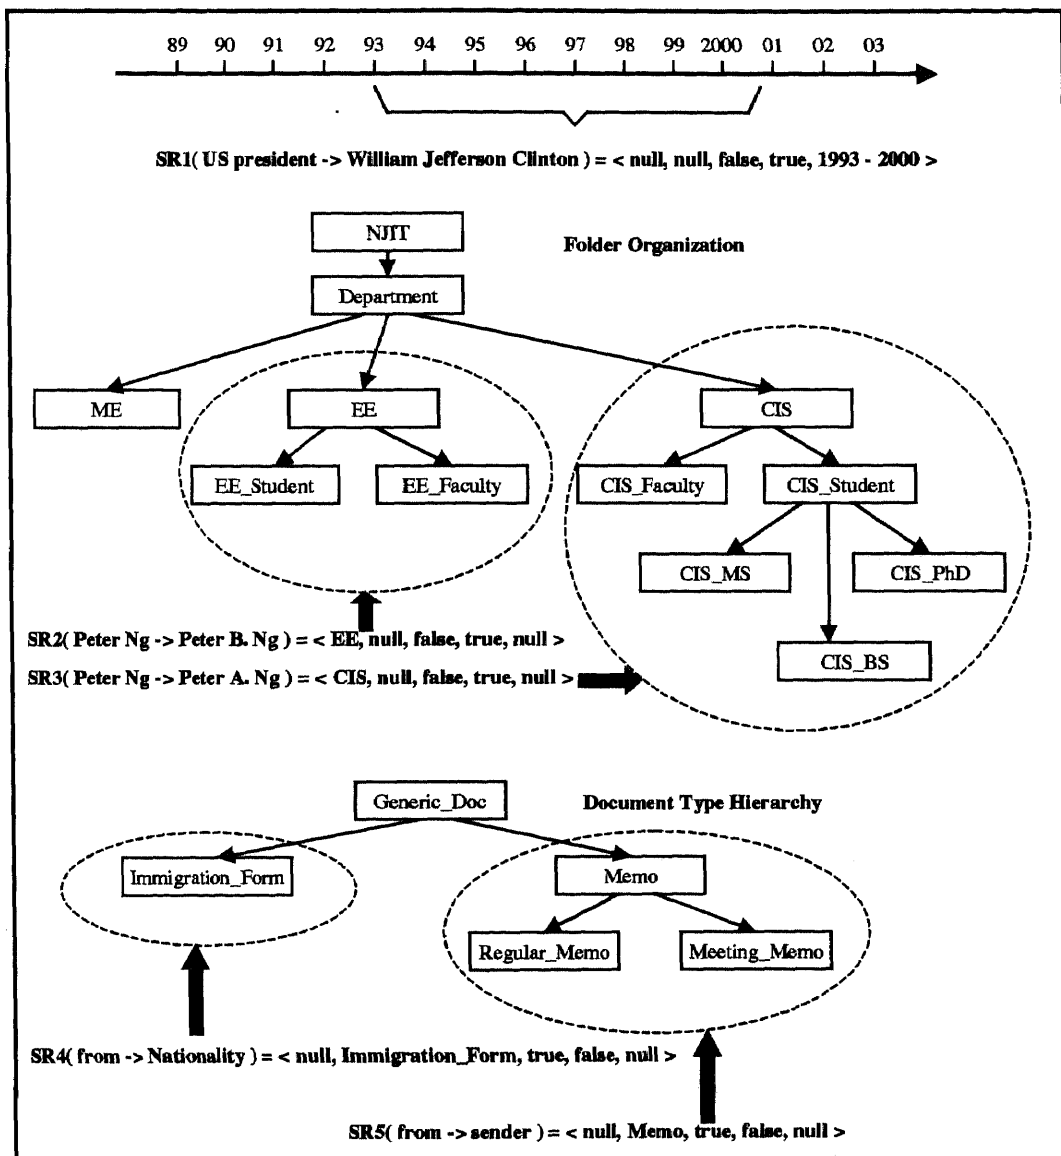 89 90 91 92 93 94 95 96 97 98 99 2000 01 02 03
SR1( US president -> William Jefferson Clinton ) = < null, null, false, true, 1993 - 2000 >
NJIT
Folder Organization
Department
ME
EE
CIS
EE_Student
EE_Faculty
CIS_Faculty
CIS_Student
CIS_MS
CIS_PhD
CIS_BS
SR2( Peter Ng -> Peter B. Ng ) = < EE, null, false, true, null >
SR3( Peter Ng -> Peter A. Ng ) = < CIS, null, false, true, null >
Generic_Doc
Document Type Hierarchy
Immigration_Form
Memo
Regular_Memo
Meeting_Memo
SR4( from -> Nationality ) = < null, Immigration_Form, true, false, null >
SR5( from -> sender ) = < null, Memo, true, false, null >